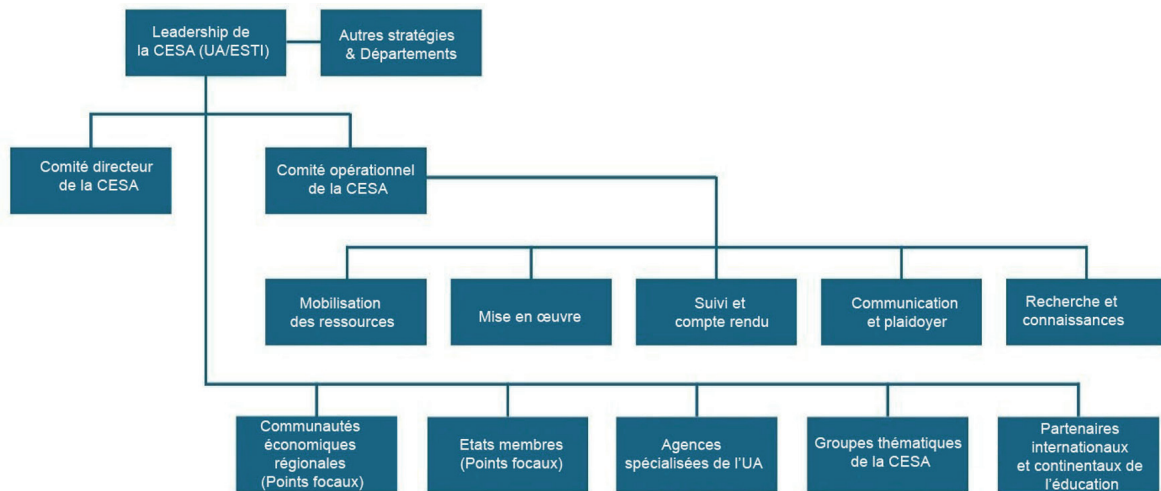 Leadership de
la CESA (UA/ESTI)
Autres stratégies
& Départements
Comité directeur
de la CESA
Comité opérationnel
de la CESA
Mobilisation
des ressources
Mise en œuvre
Suivi et
compte rendu
Communication
et plaidoyer
Recherche et
connaissances
Communautés
économiques
régionales
(Points focaux)
Etats membres
(Points focaux)
Agences
spécialisées de l’UA
Groupes thématiques
de la CESA
Partenaires
internationaux
et continentaux de
l’éducation